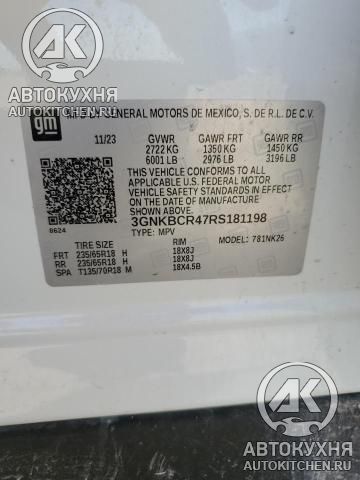 АВТОКУХНЯ
AUTOKITCHEN.RU
gm
GENERAL MOTORS DE MEXICO, S. DE R.L. DE C.V.
11/23 GVWR GAWR FRT GAWR RR
2722 KG 1350 KG 1450 KG
6001 LB 2976 LB 3196 LB
THIS VEHICLE CONFORMS TO ALL
APPLICABLE U.S. FEDERAL MOTOR
VEHICLE SAFETY STANDARDS IN EFFECT
ON THE DATE OF MANUFACTURE
SHOWN ABOVE.
3GNKBCR47RS181198
8624
TYPE: MPV MODEL: 781NK26
TIRE SIZE RIM
FRT 235/65R18 H 18X8J
RR 235/65R18 H 18X8J
SPA T135/70R18 M 18X4.5B
AK
АВТОКУХНЯ
AUTOKITCHEN.RU